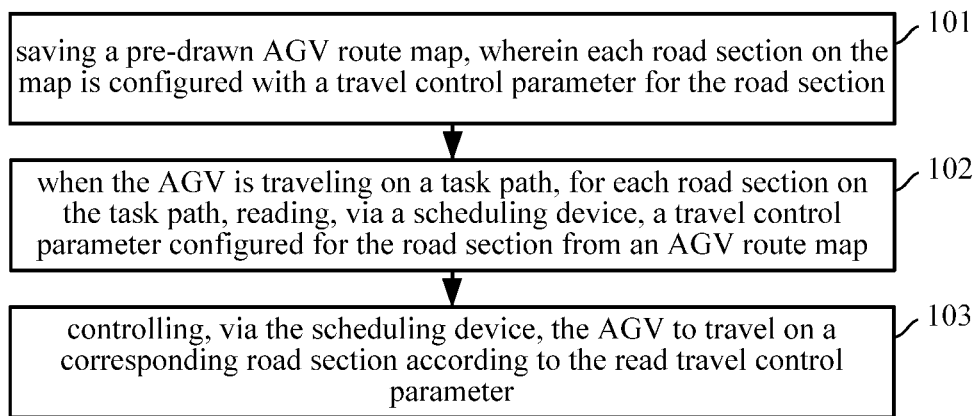 101
saving a pre-drawn AGV route map, wherein each road section on the
map is configured with a travel control parameter for the road section
102
when the AGV is traveling on a task path, for each road section on
the task path, reading, via a scheduling device, a travel control
parameter configured for the road section from an AGV route map
103
controlling, via the scheduling device, the AGV to travel on a
corresponding road section according to the read travel control
parameter